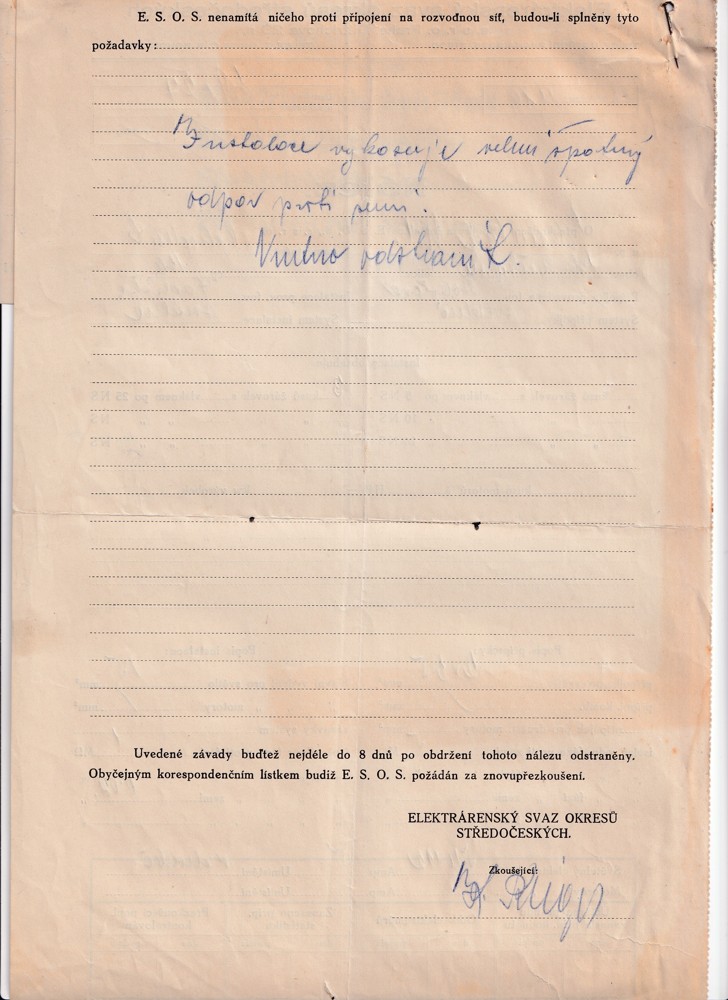 E. S. O. S. nenamítá ničeho proti připojení na rozvodnou síť, budou-li splněny tyto
požadavky:
Instalace vykazuje velmi špatný
odpor proti zemi.
Nutno odstranit.
Uvedené závady buďtež nejdéle do 8 dnů po obdržení tohoto nálezu odstraněny.
Obyčejným korespondenčním lístkem budiž E. S. O. S. požádán za znovupřezkoušení.
ELEKTRÁRENSKÝ SVAZ OKRESŮ
STŘEDOČESKÝCH.
Zkoušející: